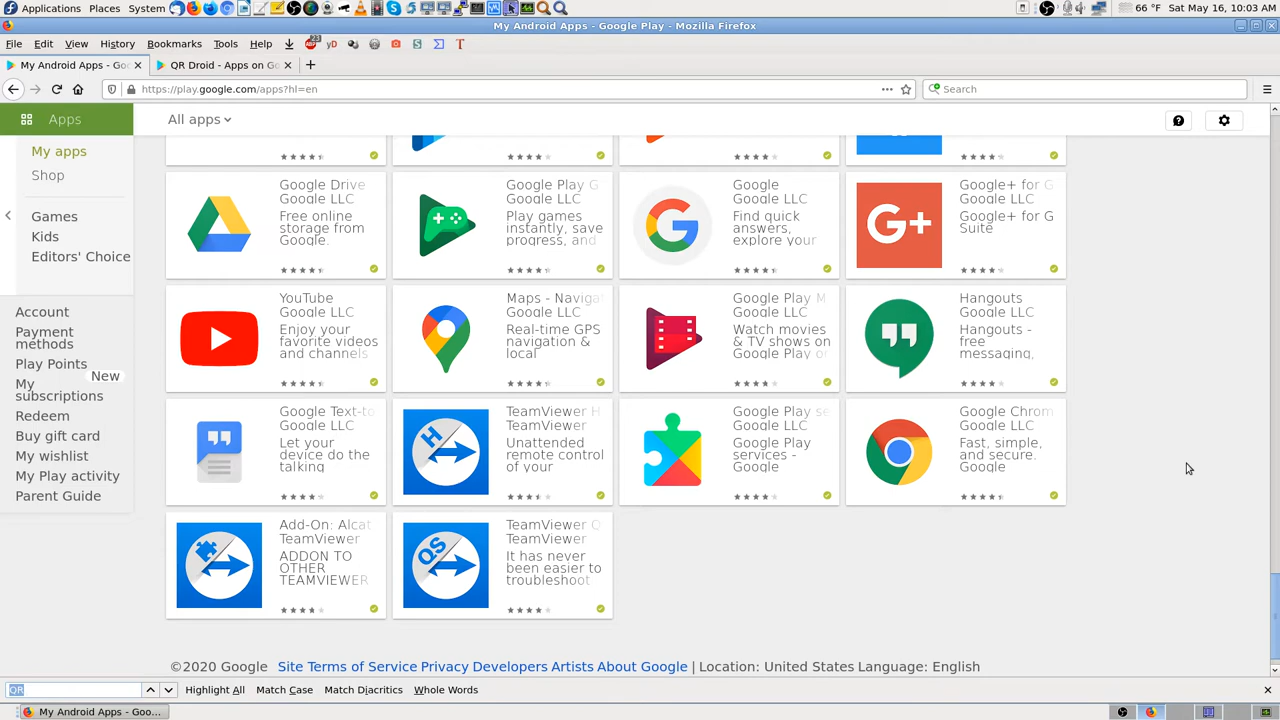 Applications Places System 66 °F Sat May 16, 10:03 AM
My Android Apps - Google Play - Mozilla Firefox
File Edit View History Bookmarks Tools Help
My Android Apps - Goo QR Droid - Apps on Go
https://play.google.com/apps?hl=en Search
Apps All apps
My apps
Shop
Games
Kids
Editors' Choice
Account
Payment methods
Play Points
New
My subscriptions
Redeem
Buy gift card
My wishlist
My Play activity
Parent Guide
Google Drive
Google LLC
Free online
storage from
Google.
Google Play G
Google LLC
Play games
instantly, save
progress, and
Google
Google LLC
Find quick
answers,
explore your
Google+ for G
Google LLC
Google+ for G
Suite
YouTube
Google LLC
Enjoy your
favorite videos
and channels
Maps - Naviga
Google LLC
Real-time GPS
navigation &
local
Google Play M
Google LLC
Watch movies
& TV shows on
Google Play or
Hangouts
Google LLC
Hangouts -
free
messaging,
Google Text-to
Google LLC
Let your
device do the
talking
H
TeamViewer H
TeamViewer
Unattended
remote control
of your
Google Play se
Google LLC
Google Play
services -
Google
Google Chrom
Google LLC
Fast, simple,
and secure.
Google
Add-On: Alcat
TeamViewer
ADDON TO
OTHER
TEAMVIEWER
QS
TeamViewer Q
TeamViewer
It has never
been easier to
troubleshoot
©2020 Google Site Terms of Service Privacy Developers Artists About Google | Location: United States Language: English
QR Highlight All Match Case Match Diacritics Whole Words
My Android Apps - Goo...